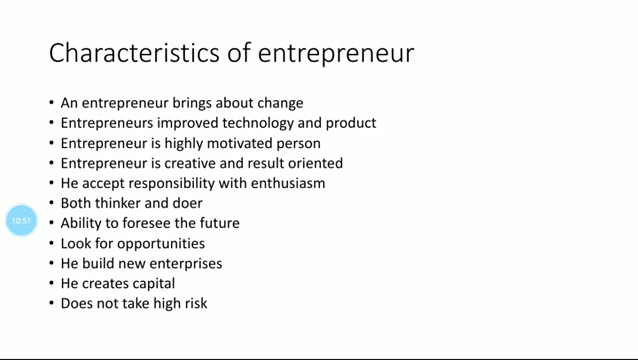 Characteristics of entrepreneur
• An entrepreneur brings about change
• Entrepreneurs improved technology and product
• Entrepreneur is highly motivated person
• Entrepreneur is creative and result oriented
• He accept responsibility with enthusiasm
• Both thinker and doer
10:51
• Ability to foresee the future
• Look for opportunities
• He build new enterprises
• He creates capital
• Does not take high risk